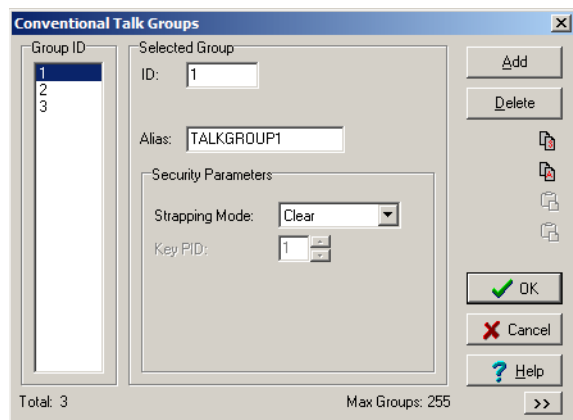 Conventional Talk Groups
Group ID
1
2
3
Selected Group
ID: 1
Alias: TALKGROUP1
Security Parameters
Strapping Mode: Clear
Key PID: 1
Add
Delete
OK
Cancel
? Help
Total: 3
Max Groups: 255
>>